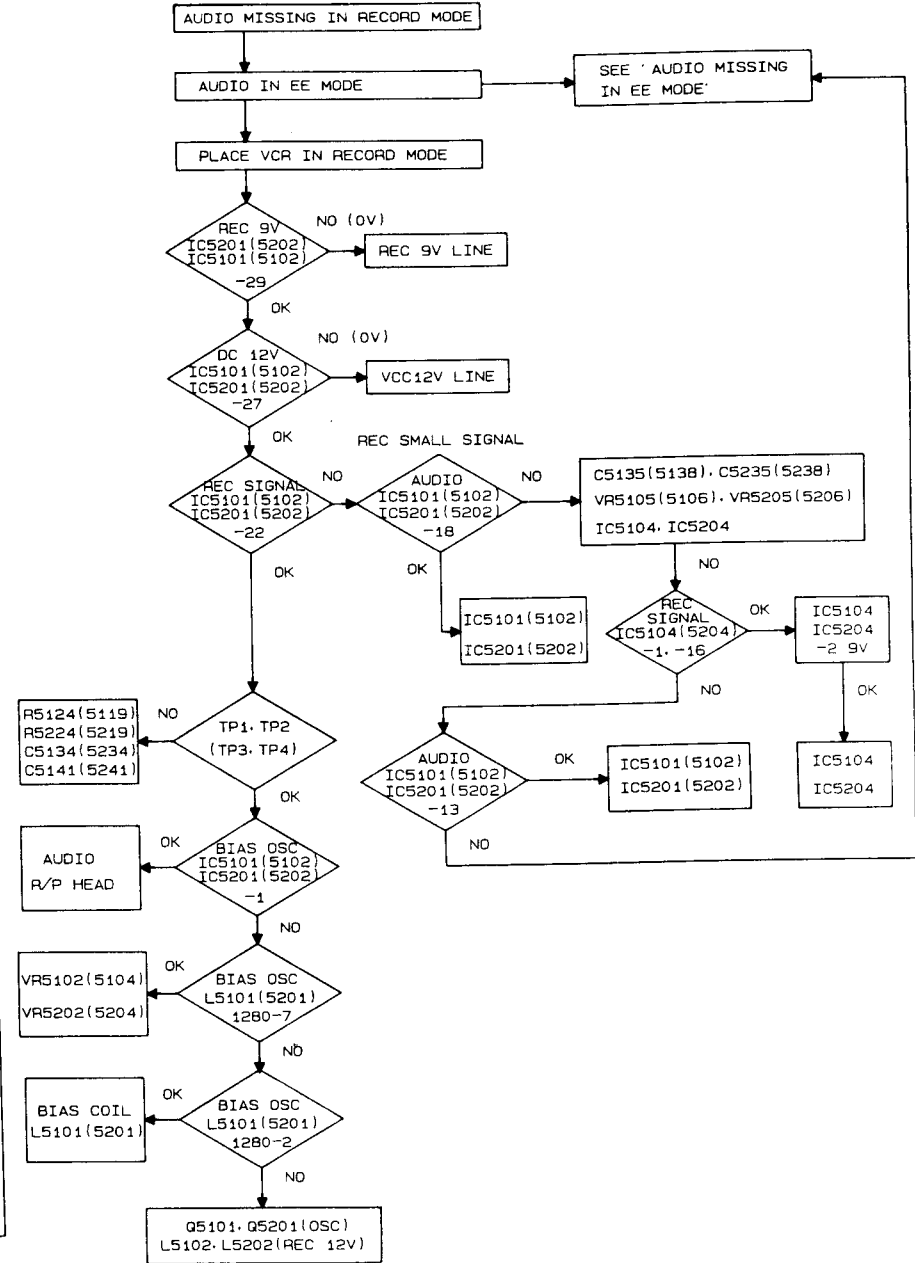 AUDIO MISSING IN RECORD MODE
AUDIO IN EE MODE
SEE 'AUDIO MISSING
IN EE MODE'
PLACE VCR IN RECORD MODE
REC 9V
IC5201(5202)
IC5101(5102)
-29
NO (0V)
REC 9V LINE
OK
DC 12V
IC5101(5102)
IC5201(5202)
-27
NO (0V)
VCC12V LINE
OK
REC SMALL SIGNAL
REC SIGNAL
IC5101(5102)
IC5201(5202)
-22
NO
AUDIO
IC5101(5102)
IC5201(5202)
-18
NO
C5135(5138), C5235(5238)
VR5105(5106), VR5205(5206)
IC5104, IC5204
OK
OK
NO
IC5101(5102)
IC5201(5202)
REC
SIGNAL
IC5104(5204)
-1, -16
OK
IC5104
IC5204
-2 9V
NO
OK
R5124(5119)
R5224(5219)
C5134(5234)
C5141(5241)
NO
TP1, TP2
(TP3, TP4)
AUDIO
IC5101(5102)
IC5201(5202)
-13
OK
IC5101(5102)
IC5201(5202)
IC5104
IC5204
OK
NO
AUDIO
R/P HEAD
OK
BIAS OSC
IC5101(5102)
IC5201(5202)
-1
NO
VR5102(5104)
VR5202(5204)
OK
BIAS OSC
L5101(5201)
1280-7
NO
BIAS COIL
L5101(5201)
OK
BIAS OSC
L5101(5201)
1280-2
NO
Q5101, Q5201(OSC)
L5102, L5202(REC 12V)